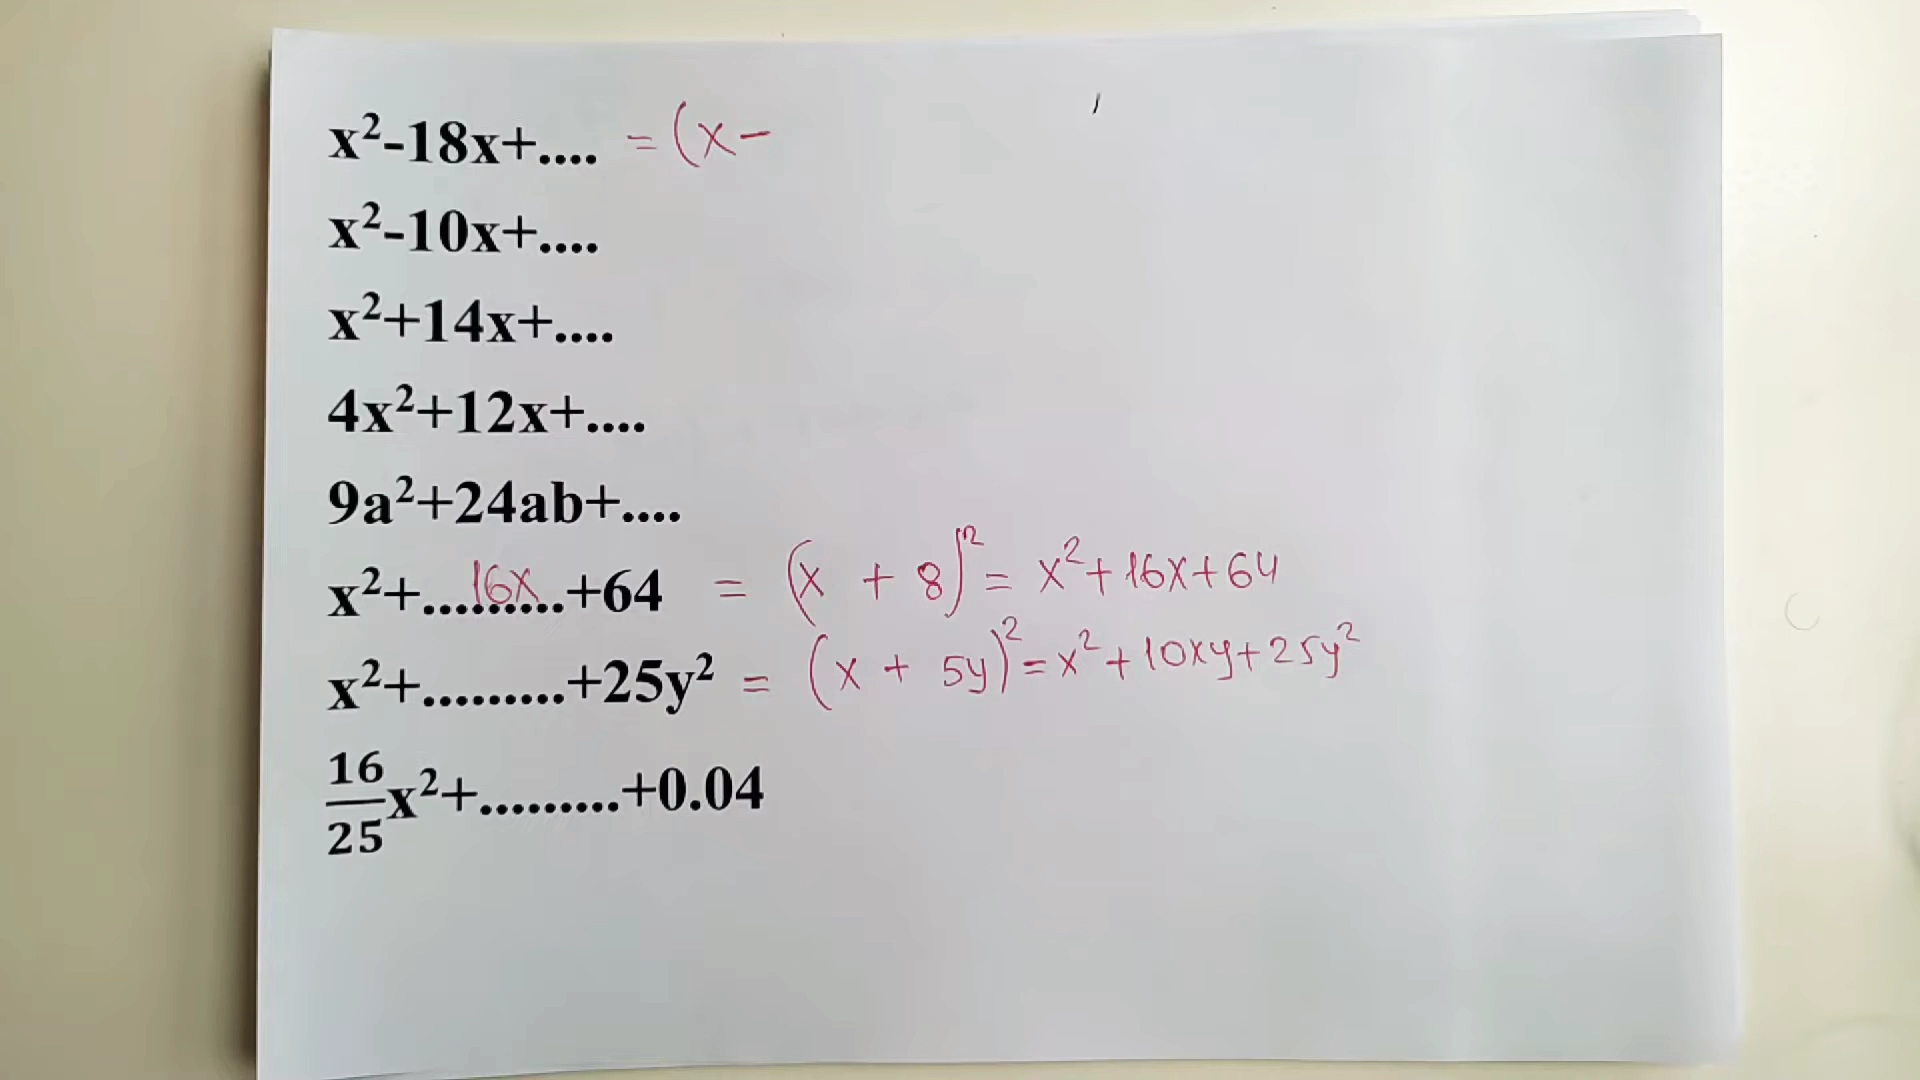 x²-18x+.... = (x -
x²-10x+....
x²+14x+....
4x²+12x+....
9a²+24ab+....
x²+....16x....+64 = (x + 8)² = x² + 16x + 64
x²+.........+25y² = (x + 5y)² = x² + 10xy + 25y²
16/25x²+.........+0.04